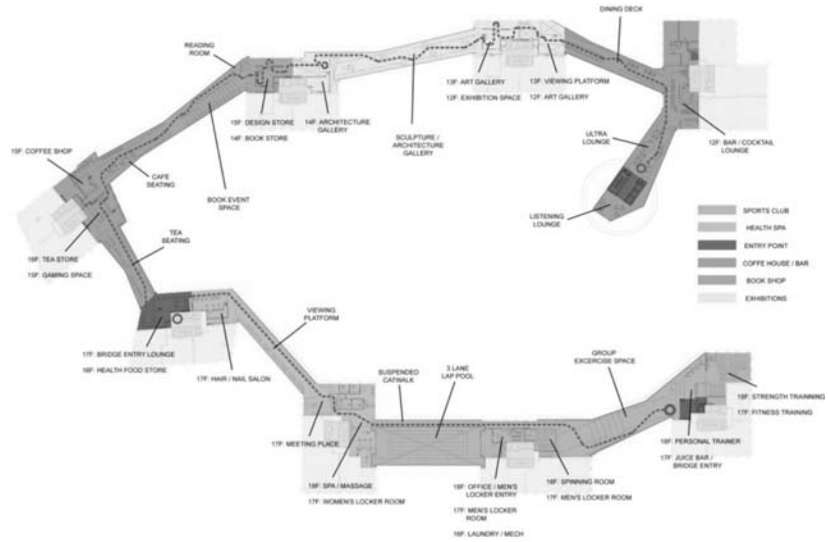 DINING DECK
READING
ROOM
13F: ART GALLERY
12F: EXHIBITION SPACE
13F: VIEWING PLATFORM
12F: ART GALLERY
15F: DESIGN STORE
14F: BOOK STORE
14F: ARCHITECTURE
GALLERY
SCULPTURE /
ARCHITECTURE
GALLERY
ULTRA
LOUNGE
12F: BAR / COCKTAIL
LOUNGE
15F: COFFEE SHOP
CAFE
SEATING
BOOK EVENT
SPACE
LISTENING
LOUNGE
TEA
SEATING
16F: TEA STORE
15F: GAMING SPACE
SPORTS CLUB
HEALTH SPA
ENTRY POINT
COFFE HOUSE / BAR
BOOK SHOP
EXHIBITIONS
VIEWING
PLATFORM
17F: BRIDGE ENTRY LOUNGE
16F: HEALTH FOOD STORE
17F: HAIR / NAIL SALON
SUSPENDED
CATWALK
3 LANE
LAP POOL
GROUP
EXCERCISE SPACE
18F: STRENGTH TRAINNING
17F: FITNESS TRAINING
17F: MEETING PLACE
18F: PERSONAL TRAINER
17F: JUICE BAR /
BRIDGE ENTRY
18F: SPA / MASSAGE
17F: WOMEN'S LOCKER ROOM
18F: OFFICE / MEN'S
LOCKER ENTRY
17F: MEN'S LOCKER
ROOM
16F: LAUNDRY / MECH
18F: SPINNING ROOM
17F: MEN'S LOCKER ROOM